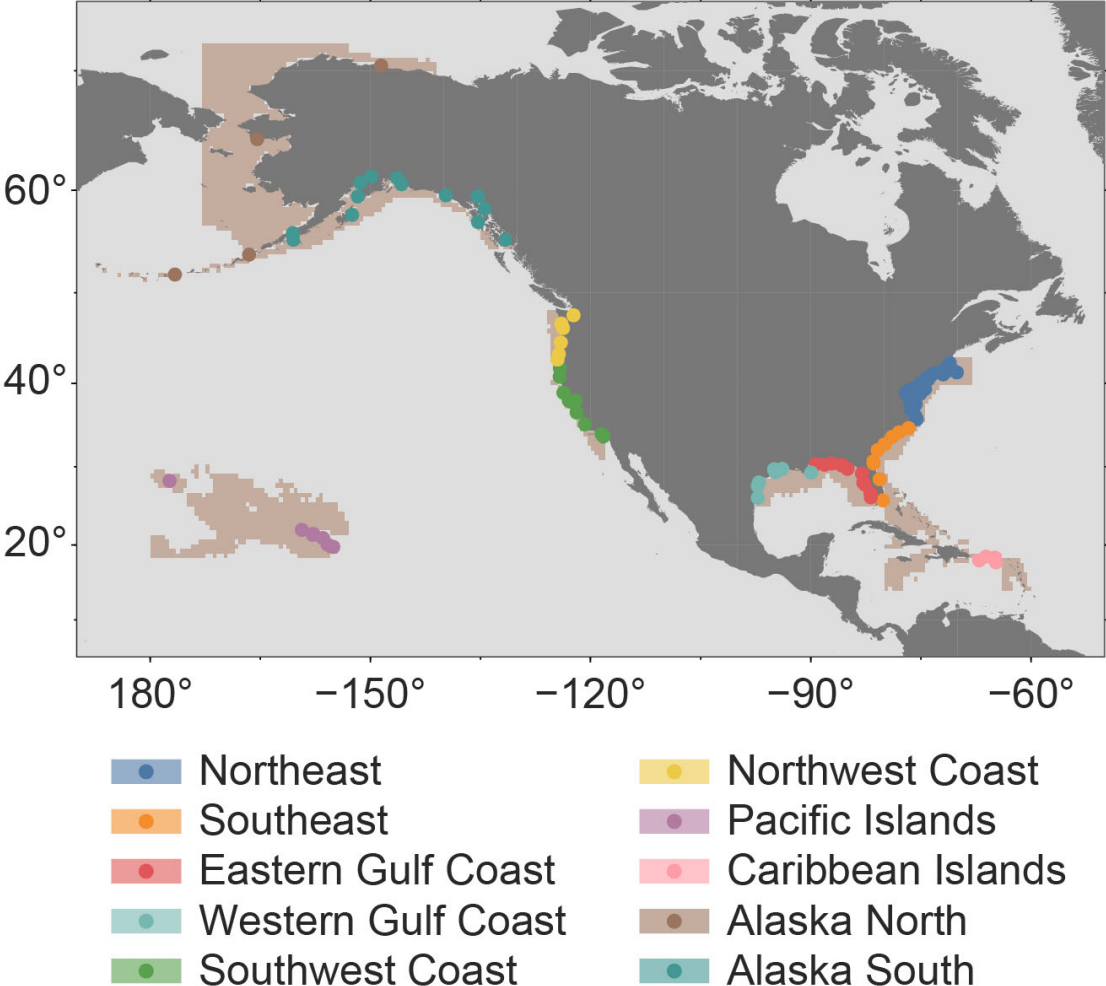 60°
40°
20°
180° −150° −120° −90° −60°
Northeast Northwest Coast
Southeast Pacific Islands
Eastern Gulf Coast Caribbean Islands
Western Gulf Coast Alaska North
Southwest Coast Alaska South